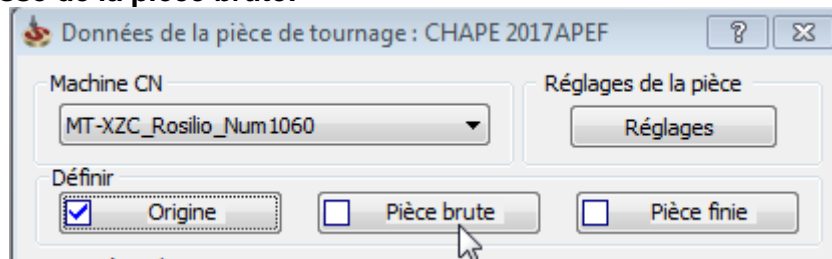 Données de la pièce de tournage : CHAPE 2017APEF
Machine CN
Réglages de la pièce
MT-XZC_Rosilio_Num1060
Réglages
Définir
Origine
Pièce brute
Pièce finie